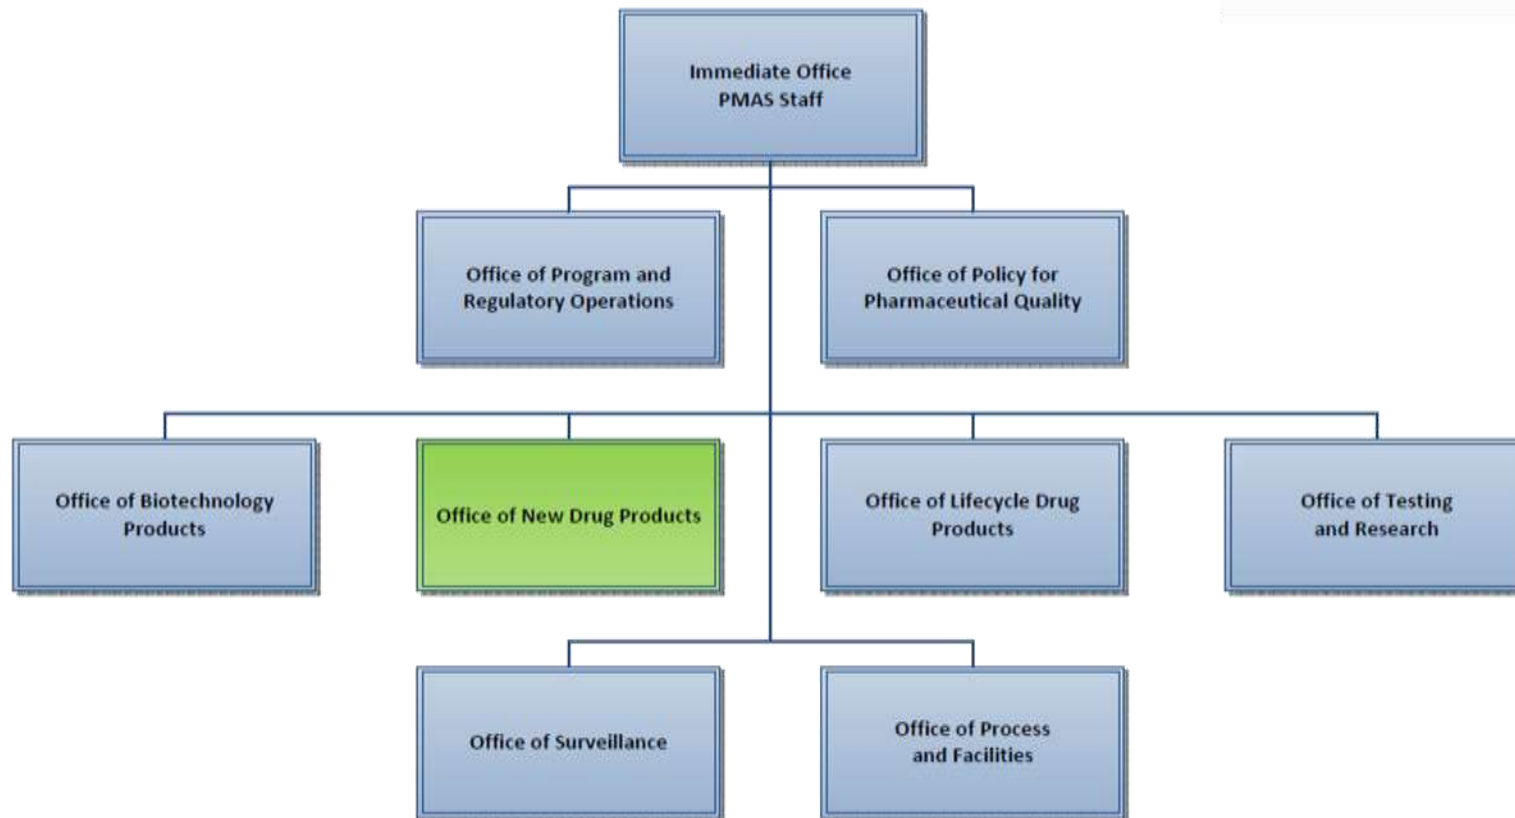 Immediate Office
PMAS Staff
Office of Program and
Regulatory Operations
Office of Policy for
Pharmaceutical Quality
Office of Biotechnology
Products
Office of New Drug Products
Office of Lifecycle Drug
Products
Office of Testing
and Research
Office of Surveillance
Office of Process
and Facilities